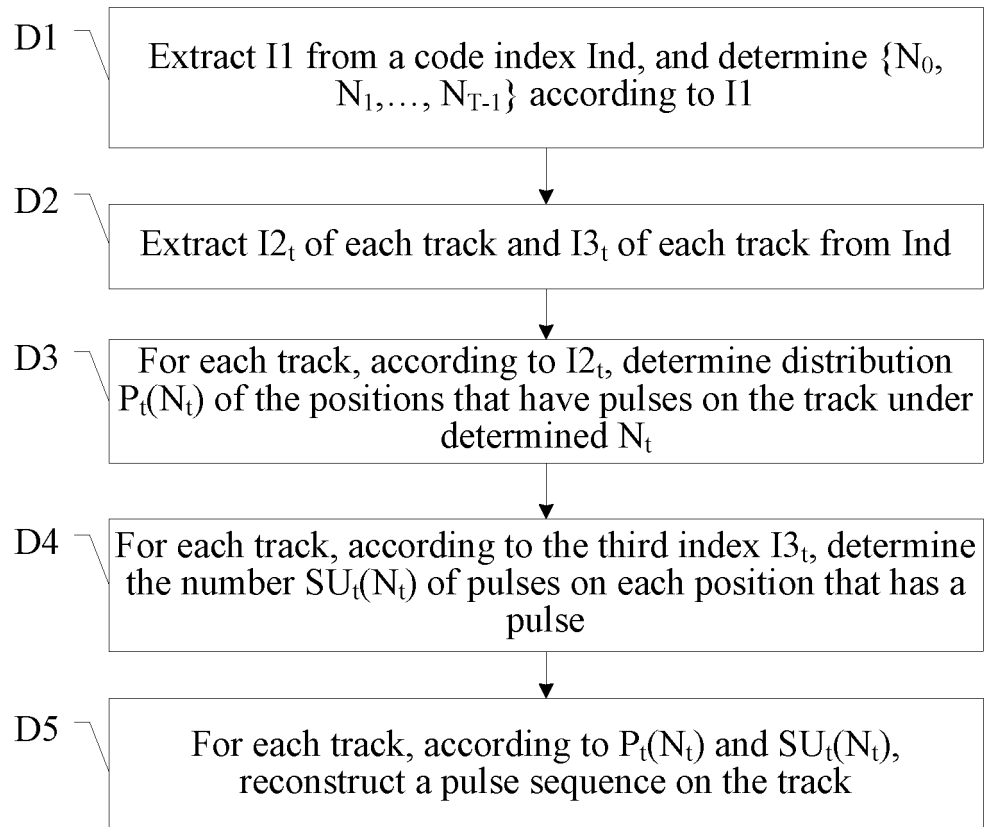 D1
Extract I1 from a code index Ind, and determine {N₀,
N₁,..., N_T-1} according to I1
D2
Extract I2ₜ of each track and I3ₜ of each track from Ind
D3
For each track, according to I2ₜ, determine distribution
Pₜ(Nₜ) of the positions that have pulses on the track under
determined Nₜ
D4
For each track, according to the third index I3ₜ, determine
the number SUₜ(Nₜ) of pulses on each position that has a
pulse
D5
For each track, according to Pₜ(Nₜ) and SUₜ(Nₜ),
reconstruct a pulse sequence on the track